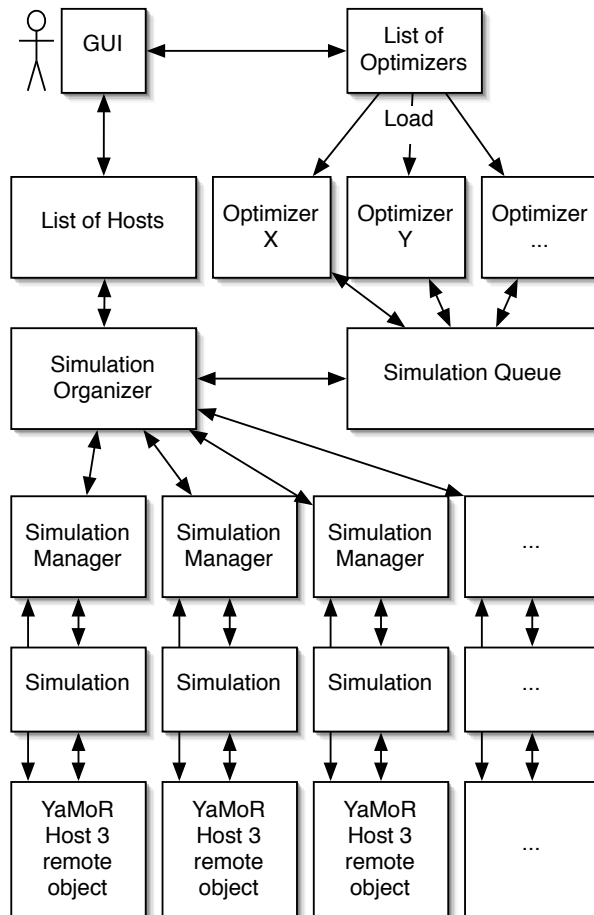 GUI
List of
Optimizers
Load
List of Hosts
Optimizer
X
Optimizer
Y
Optimizer
...
Simulation
Organizer
Simulation Queue
Simulation
Manager
Simulation
Manager
Simulation
Manager
...
Simulation
Simulation
Simulation
...
YaMoR
Host 3
remote
object
YaMoR
Host 3
remote
object
YaMoR
Host 3
remote
object
...